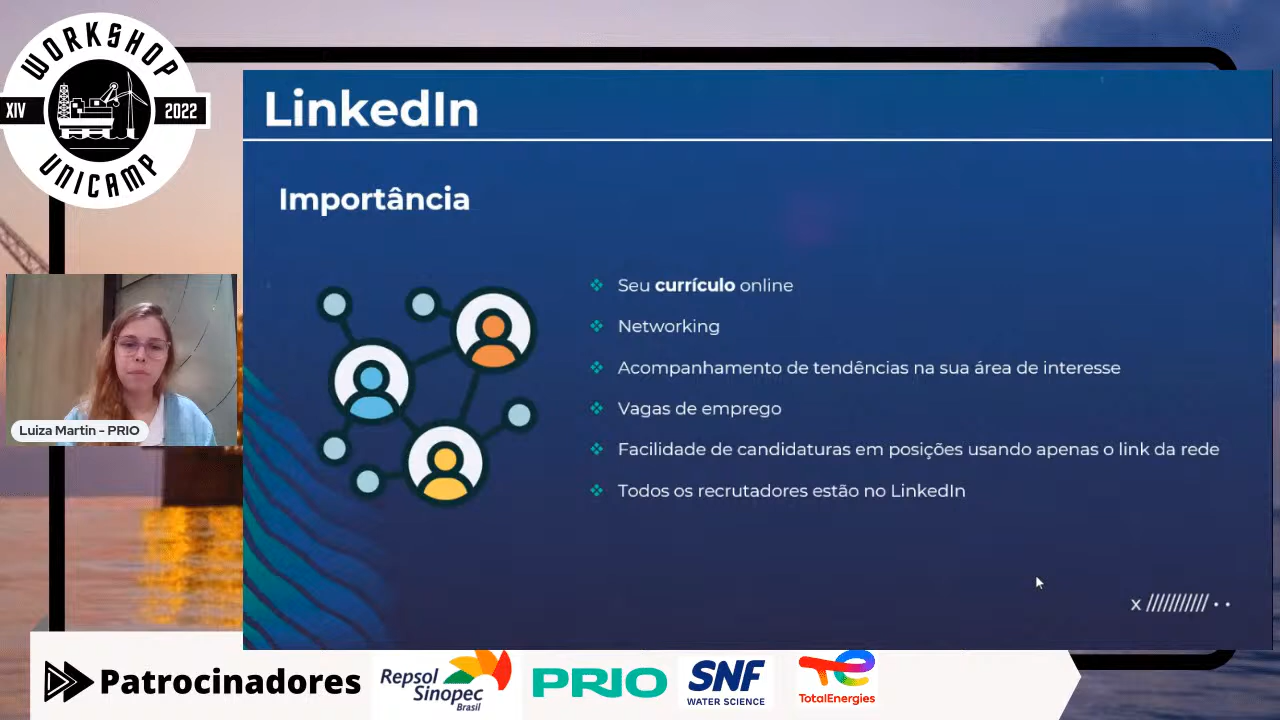 WORKSHOP
XIV
2022
UNICAMP
LinkedIn
Importância
Seu currículo online
Networking
Acompanhamento de tendências na sua área de interesse
Vagas de emprego
Facilidade de candidaturas em posições usando apenas o link da rede
Todos os recrutadores estão no LinkedIn
x /////////// • •
Luiza Martin - PRIO
Patrocinadores
Repsol
Sinopec
Brasil
PRIO
SNF
WATER SCIENCE
TotalEnergies